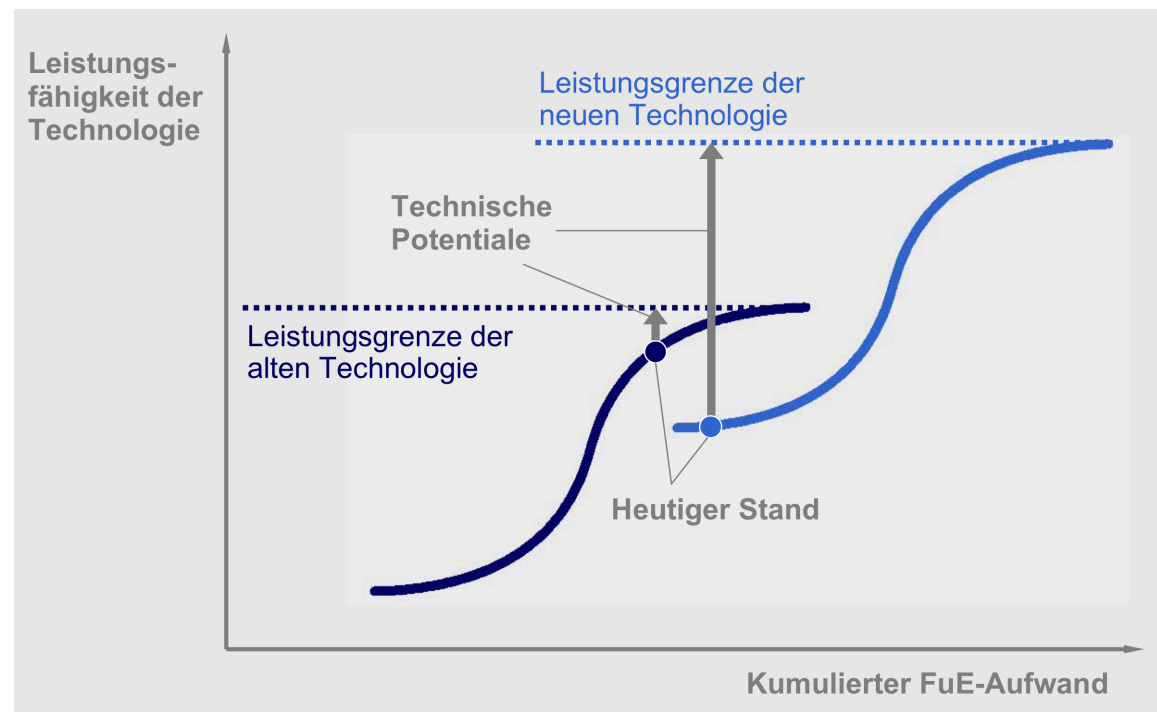 Leistungs-
fähigkeit der
Technologie
Leistungsgrenze der
neuen Technologie
Technische
Potentiale
Leistungsgrenze der
alten Technologie
Heutiger Stand
Kumulierter FuE-Aufwand